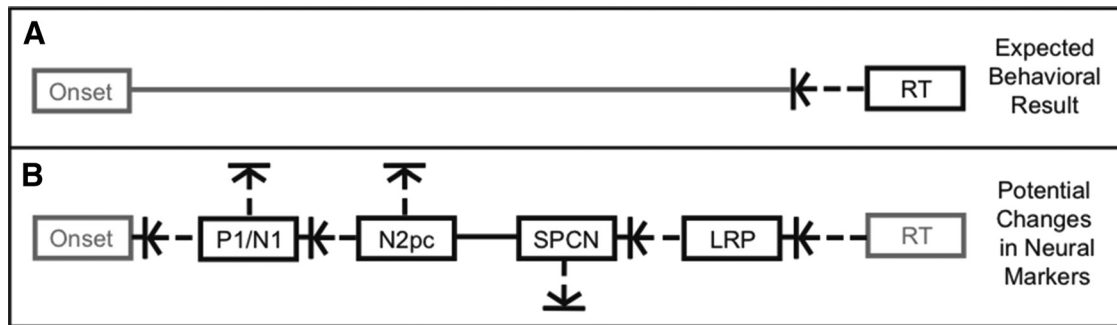 A
Onset
RT
Expected
Behavioral
Result
B
Onset
P1/N1
N2pc
SPCN
LRP
RT
Potential
Changes
in Neural
Markers